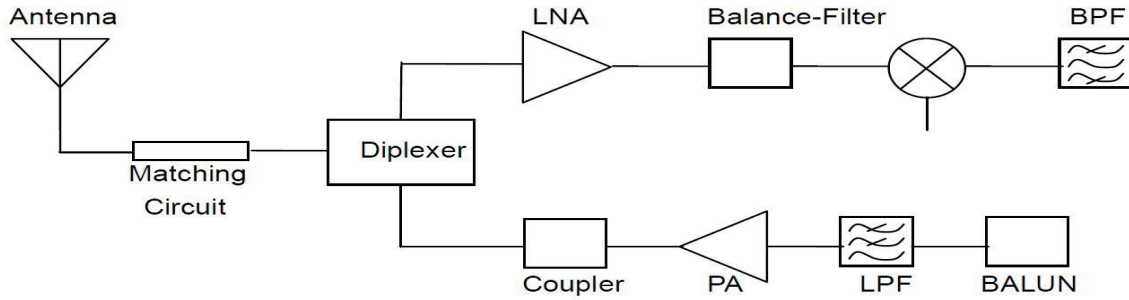 Antenna
LNA
Balance-Filter
BPF
Diplexer
Matching
Circuit
Coupler
PA
LPF
BALUN